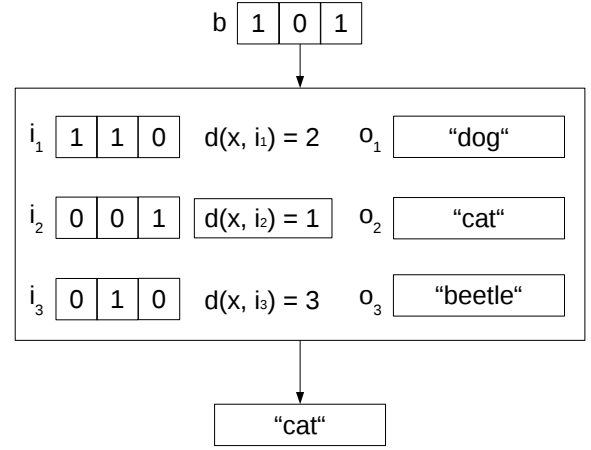 b 1 0 1
i1 1 1 0 d(x, i1) = 2 o1 “dog“
i2 0 0 1 d(x, i2) = 1 o2 “cat“
i3 0 1 0 d(x, i3) = 3 o3 “beetle“
“cat“